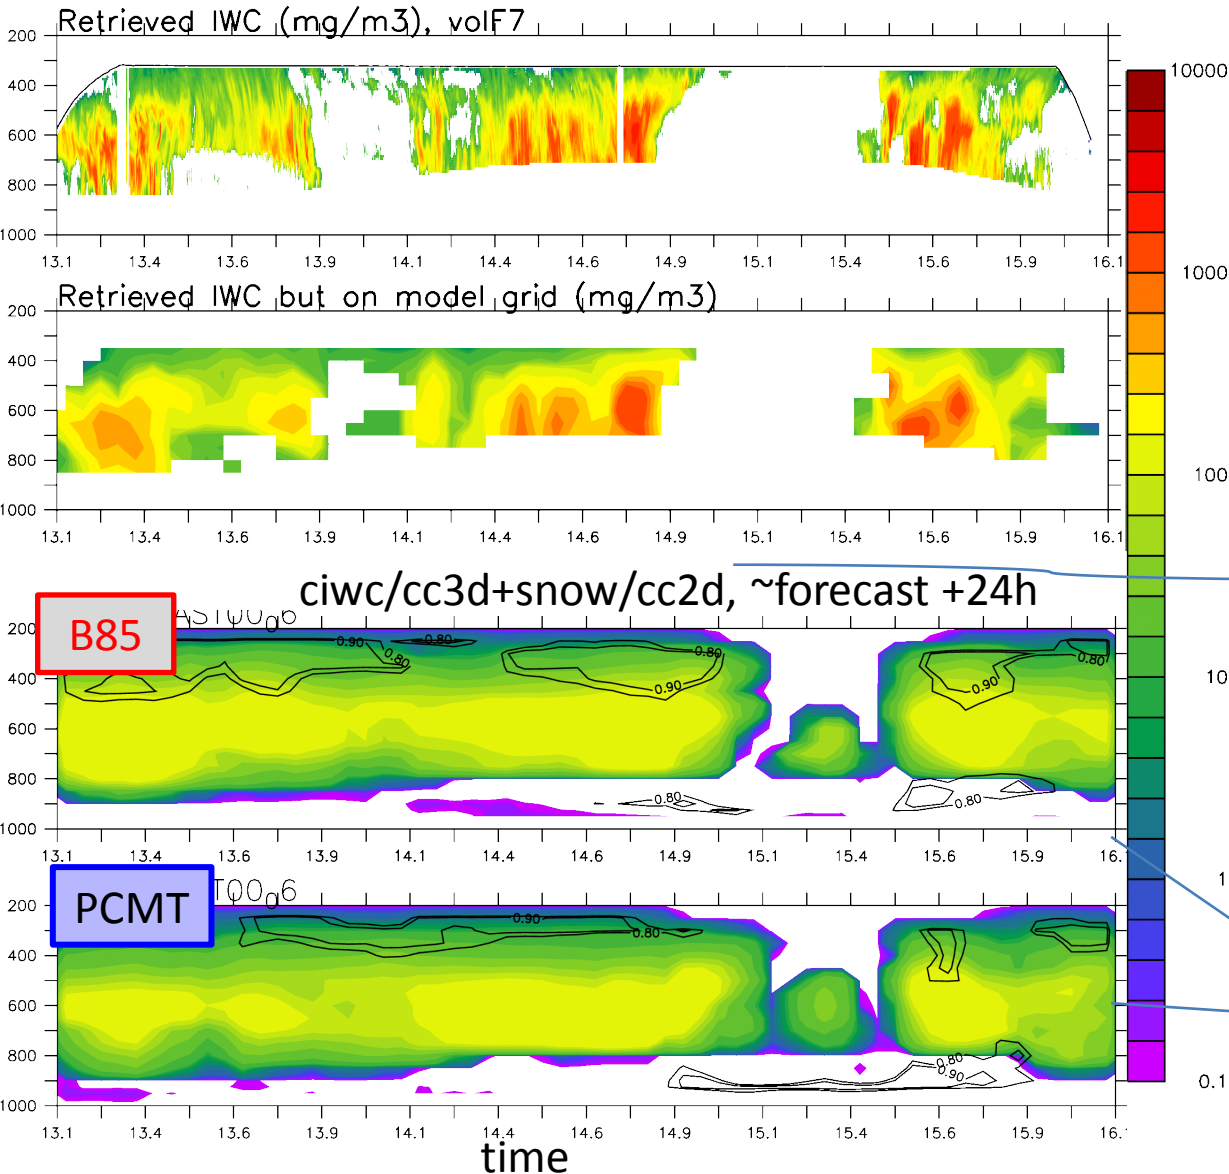 Retrieved IWC (mg/m3), volF7
200
400
600
800
1000
13.1 13.4 13.6 13.9 14.1 14.4 14.6 14.9 15.1 15.4 15.6 15.9 16.1
10000
1000
100
10
1
0.1
Retrieved IWC but on model grid (mg/m3)
200
400
600
800
1000
13.1 13.4 13.6 13.9 14.1 14.4 14.6 14.9 15.1 15.4 15.6 15.9 16.1
ciwc/cc3d+snow/cc2d, ~forecast +24h
B85
200
400
600
800
1000
0.90 0.80 0.80 0.80 0.90 0.90 0.80
0.80 0.80
13.1 13.4 13.6 13.9 14.1 14.4 14.6 14.9 15.1 15.4 15.6 15.9 16.
PCMT
200
400
600
800
1000
0.90 0.80
0.80
0.90
13.1 13.4 13.6 13.9 14.1 14.4 14.6 14.9 15.1 15.4 15.6 15.9 16.
time